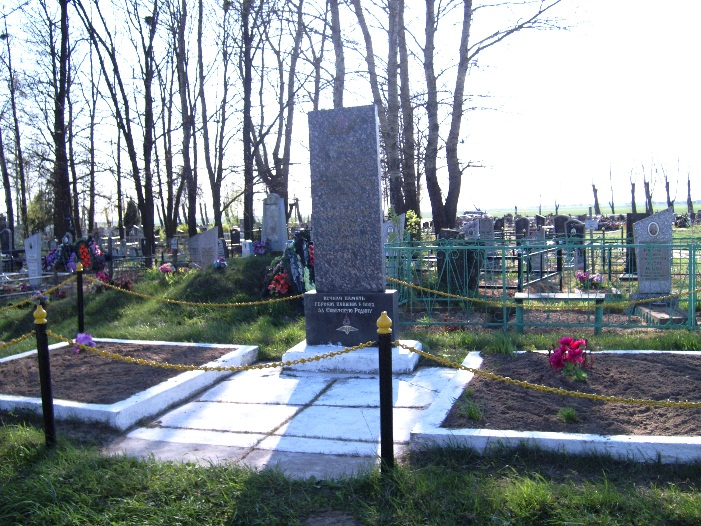 Вечная память
героям павшим в боях
за Советскую Родину